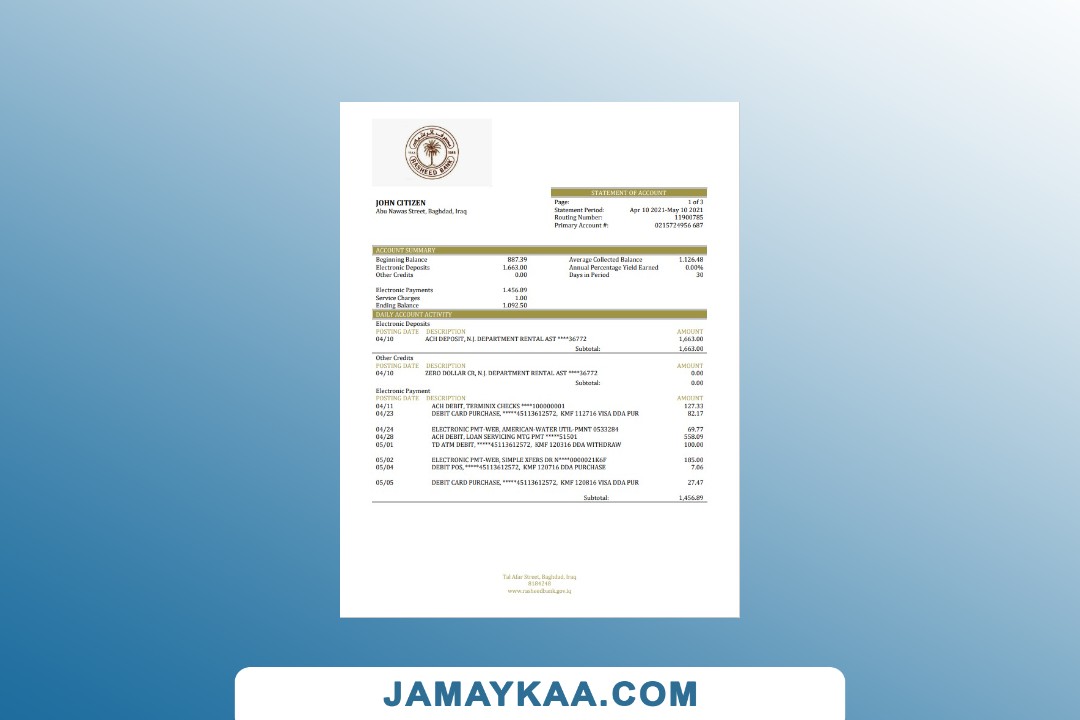 مصرف الرشيد
RASHEED BANK
STATEMENT OF ACCOUNT
JOHN CITIZEN
Abu Nawas Street, Baghdad, Iraq
Page: 1 of 3
Statement Period: Apr 10 2021-May 10 2021
Routing Number: 11900785
Primary Account #: 0215724956 687
ACCOUNT SUMMARY
Beginning Balance 887.39 Average Collected Balance 1,126.48
Electronic Deposits 1.663.00 Annual Percentage Yield Earned 0.00%
Other Credits 0.00 Days in Period 30
Electronic Payments 1.456.89
Service Charges 1.00
Ending Balance 1.092.50
DAILY ACCOUNT ACTIVITY
Electronic Deposits
POSTING DATE DESCRIPTION AMOUNT
04/10 ACH DEPOSIT, N.J. DEPARTMENT RENTAL AST ****36772 1,663.00
Subtotal: 1,663.00
Other Credits
POSTING DATE DESCRIPTION AMOUNT
04/10 ZERO DOLLAR CR, N.J. DEPARTMENT RENTAL AST ****36772 0.00
Subtotal: 0.00
Electronic Payment
POSTING DATE DESCRIPTION AMOUNT
04/11 ACH DEBIT, TERMINIX CHECKS ****100000001 127.33
04/23 DEBIT CARD PURCHASE, *****45113612572, KMF 112716 VISA DDA PUR 82.17
04/24 ELECTRONIC PMT-WEB, AMERICAN-WATER UTIL-PMNT 0533284 69.77
04/28 ACH DEBIT, LOAN SERVICING MTG PMT *****51501 558.09
05/01 TD ATM DEBIT, *****45113612572, KMF 120316 DDA WITHDRAW 100.00
05/02 ELECTRONIC PMT-WEB, SIMPLE XFERS DR N****0000021K6F 185.00
05/04 DEBIT POS, *****45113612572, KMF 120716 DDA PURCHASE 7.06
05/05 DEBIT CARD PURCHASE, *****45113612572, KMF 120816 VISA DDA PUR 27.47
Subtotal: 1,456.89
Tal Afar Street, Baghdad, Iraq
8184248
www.rasheedbank.gov.iq
JAMAYKAA.COM